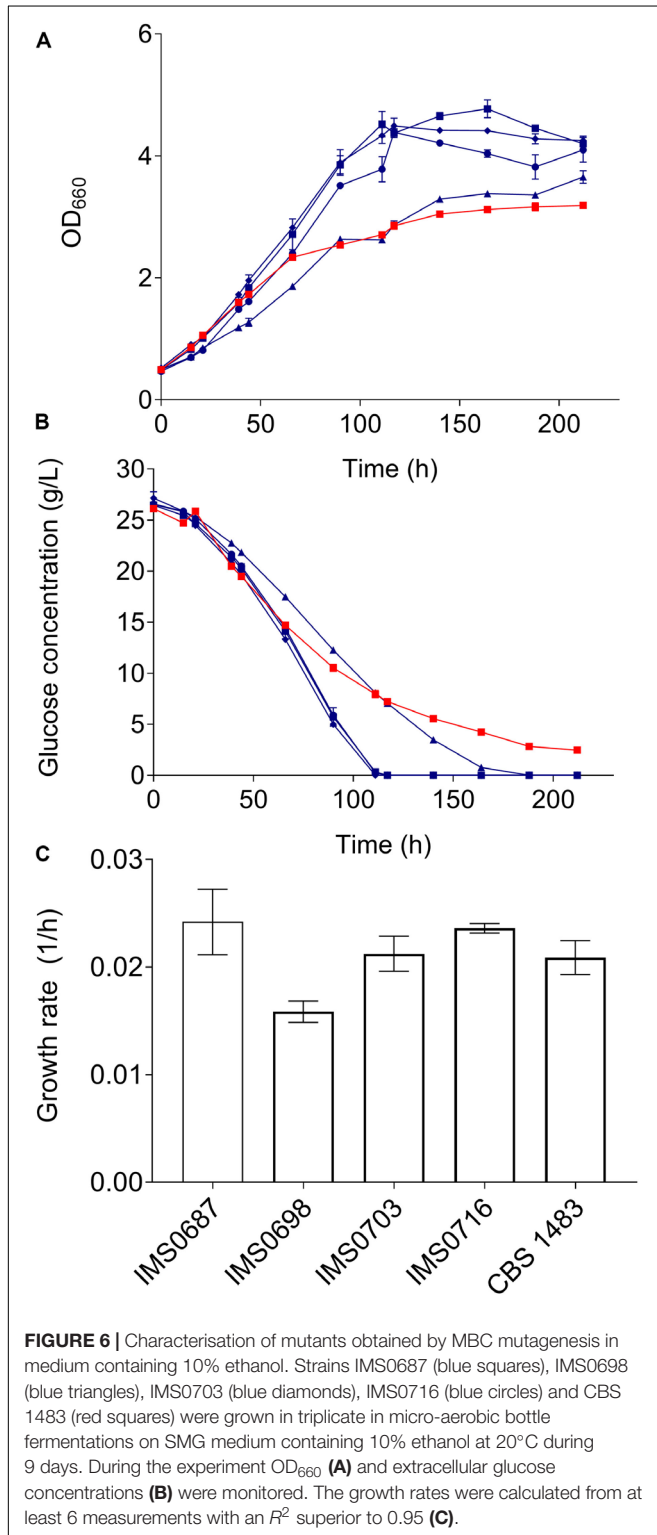 A
6
4
2
0
OD660
0 50 100 150 200
Time (h)
B
30
25
20
15
10
5
0
Glucose concentration (g/L)
0 50 100 150 200
Time (h)
C
0.03
0.02
0.01
0.00
Growth rate (1/h)
IMS0687 IMS0698 IMS0703 IMS0716 CBS 1483
FIGURE 6 | Characterisation of mutants obtained by MBC mutagenesis in
medium containing 10% ethanol. Strains IMS0687 (blue squares), IMS0698
(blue triangles), IMS0703 (blue diamonds), IMS0716 (blue circles) and CBS
1483 (red squares) were grown in triplicate in micro-aerobic bottle
fermentations on SMG medium containing 10% ethanol at 20°C during
9 days. During the experiment OD660 (A) and extracellular glucose
concentrations (B) were monitored. The growth rates were calculated from at
least 6 measurements with an R² superior to 0.95 (C).